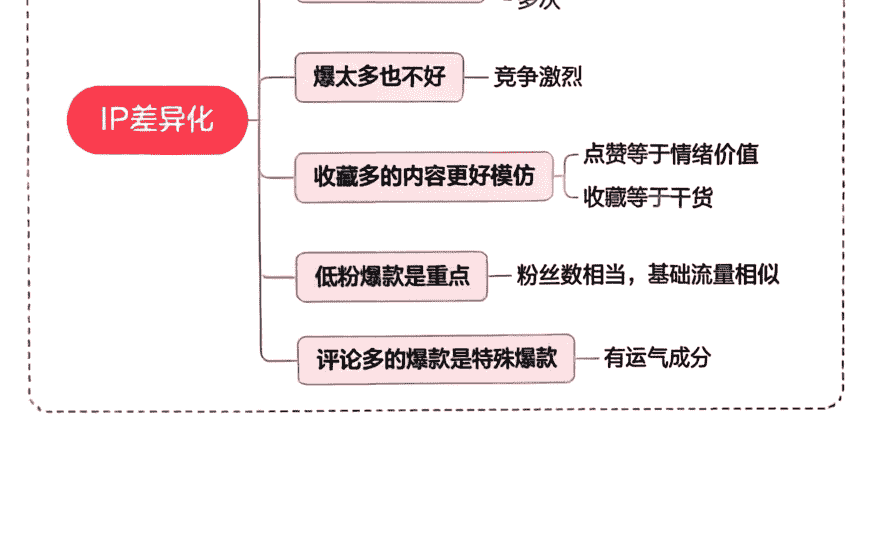 多次
爆太多也不好
竞争激烈
IP差异化
收藏多的内容更好模仿
点赞等于情绪价值
收藏等于干货
低粉爆款是重点
粉丝数相当，基础流量相似
评论多的爆款是特殊爆款
有运气成分